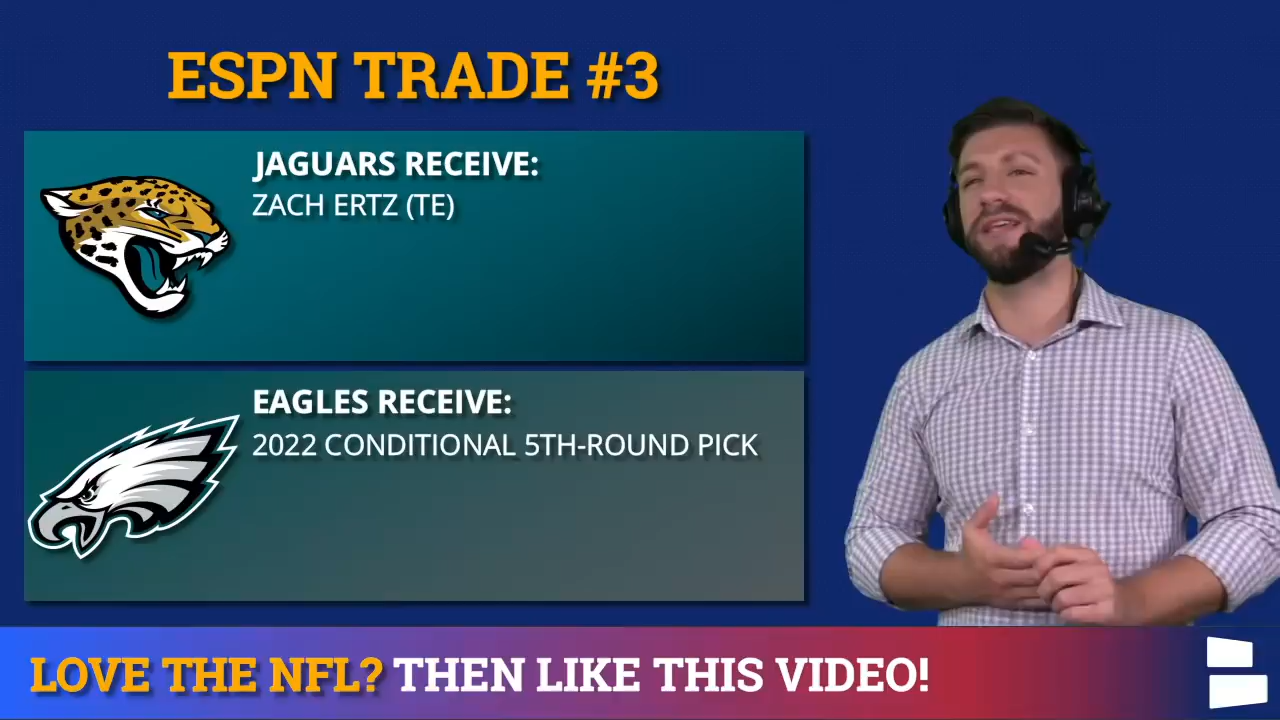 ESPN TRADE #3
JAGUARS RECEIVE:
ZACH ERTZ (TE)
EAGLES RECEIVE:
2022 CONDITIONAL 5TH-ROUND PICK
LOVE THE NFL? THEN LIKE THIS VIDEO!